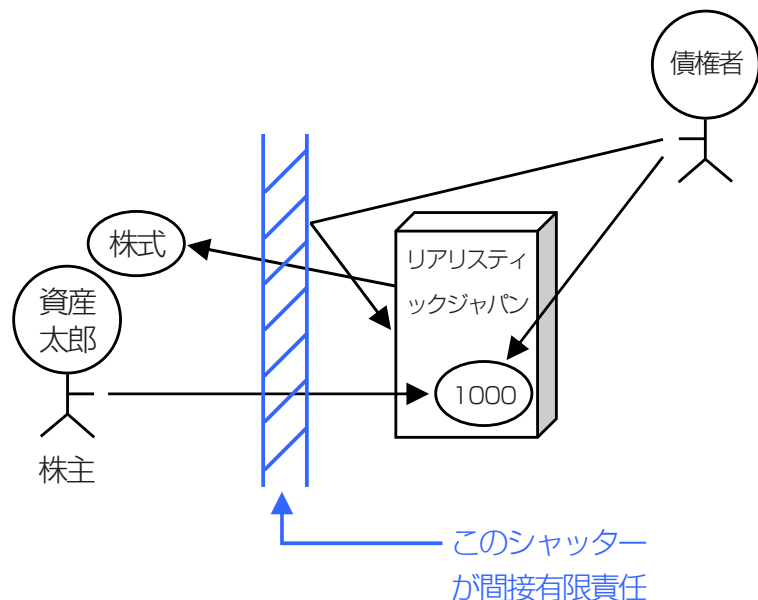 債権者
株式
リアリスティ
ックジャパン
資産
太郎
1000
株主
このシャッター
が間接有限責任